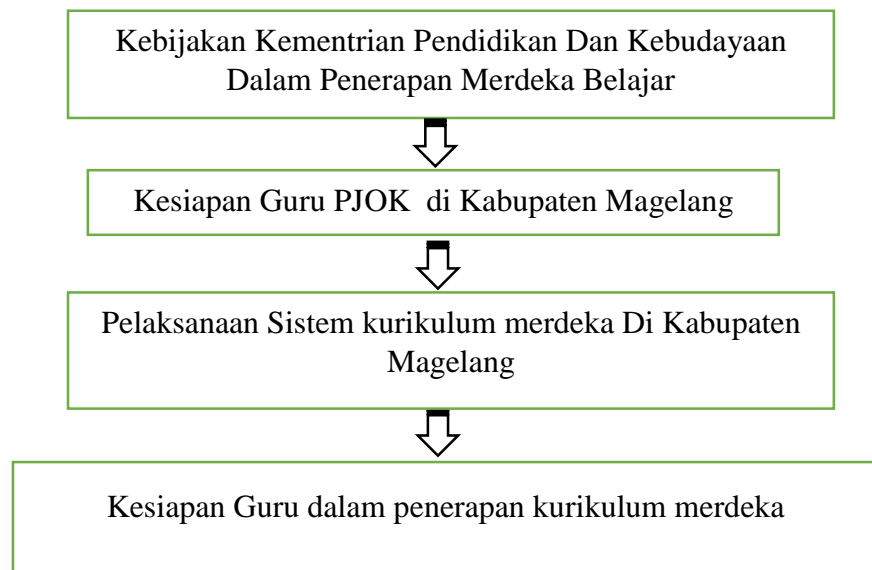 Kebijakan Kementrian Pendidikan Dan Kebudayaan
Dalam Penerapan Merdeka Belajar
Kesiapan Guru PJOK di Kabupaten Magelang
Pelaksanaan Sistem kurikulum merdeka Di Kabupaten
Magelang
Kesiapan Guru dalam penerapan kurikulum merdeka